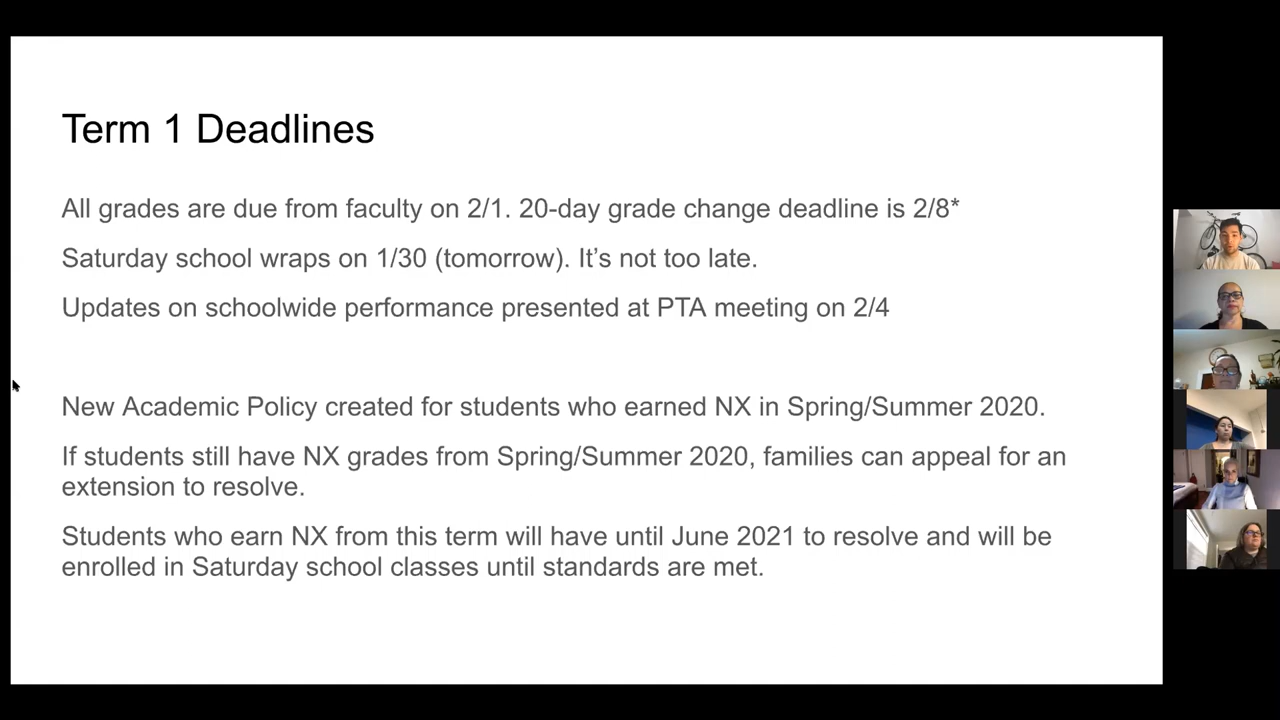 Term 1 Deadlines
All grades are due from faculty on 2/1. 20-day grade change deadline is 2/8*
Saturday school wraps on 1/30 (tomorrow). It’s not too late.
Updates on schoolwide performance presented at PTA meeting on 2/4
New Academic Policy created for students who earned NX in Spring/Summer 2020.
If students still have NX grades from Spring/Summer 2020, families can appeal for an
extension to resolve.
Students who earn NX from this term will have until June 2021 to resolve and will be
enrolled in Saturday school classes until standards are met.